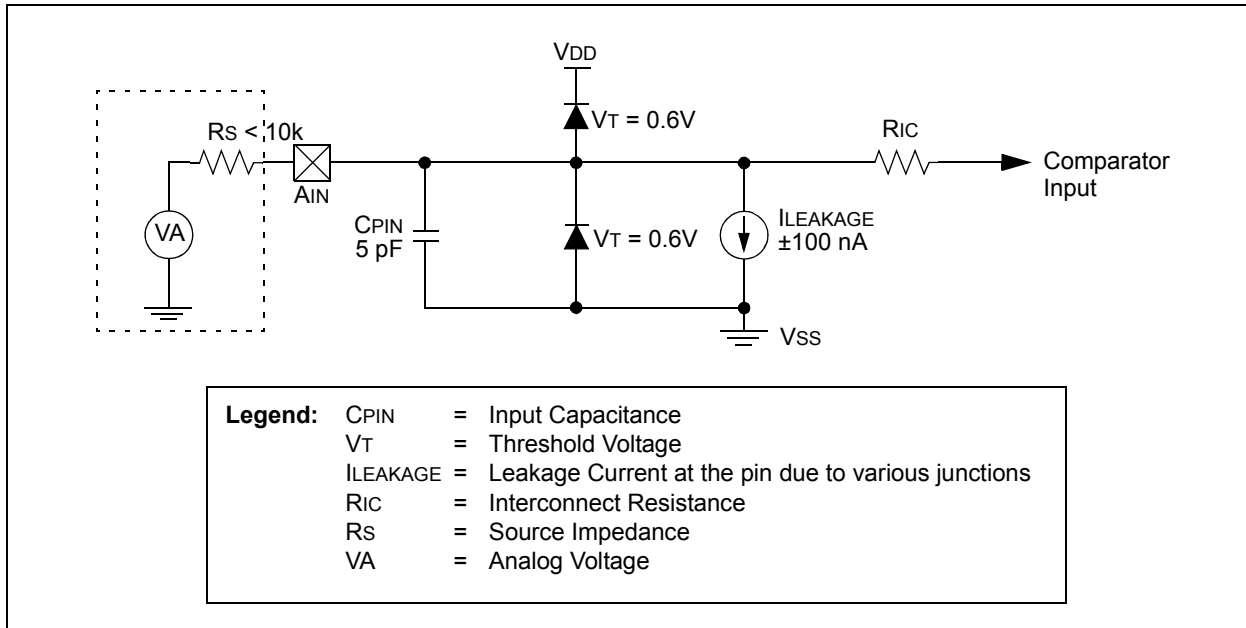 VDD
VT = 0.6V
RS < 10k
RIC
AIN
Comparator
Input
VA
CPIN
5 pF
VT = 0.6V
ILEAKAGE
±100 nA
VSS
Legend: CPIN = Input Capacitance
VT = Threshold Voltage
ILEAKAGE = Leakage Current at the pin due to various junctions
RIC = Interconnect Resistance
RS = Source Impedance
VA = Analog Voltage